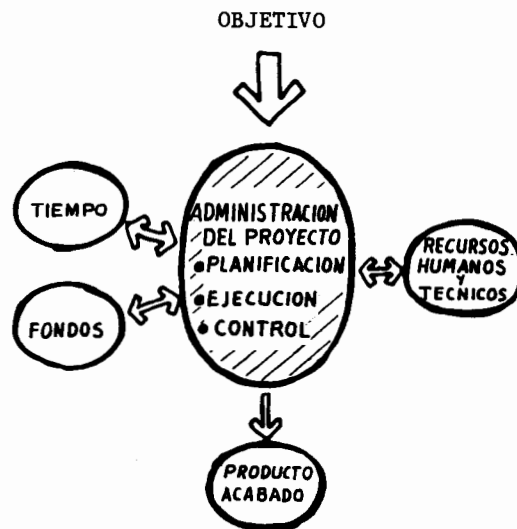 OBJETIVO
TIEMPO
ADMINISTRACION
DEL PROYECTO
•PLANIFICACION
•EJECUCION
•CONTROL
FONDOS
RECURSOS
HUMANOS
Y
TECNICOS
PRODUCTO
ACABADO